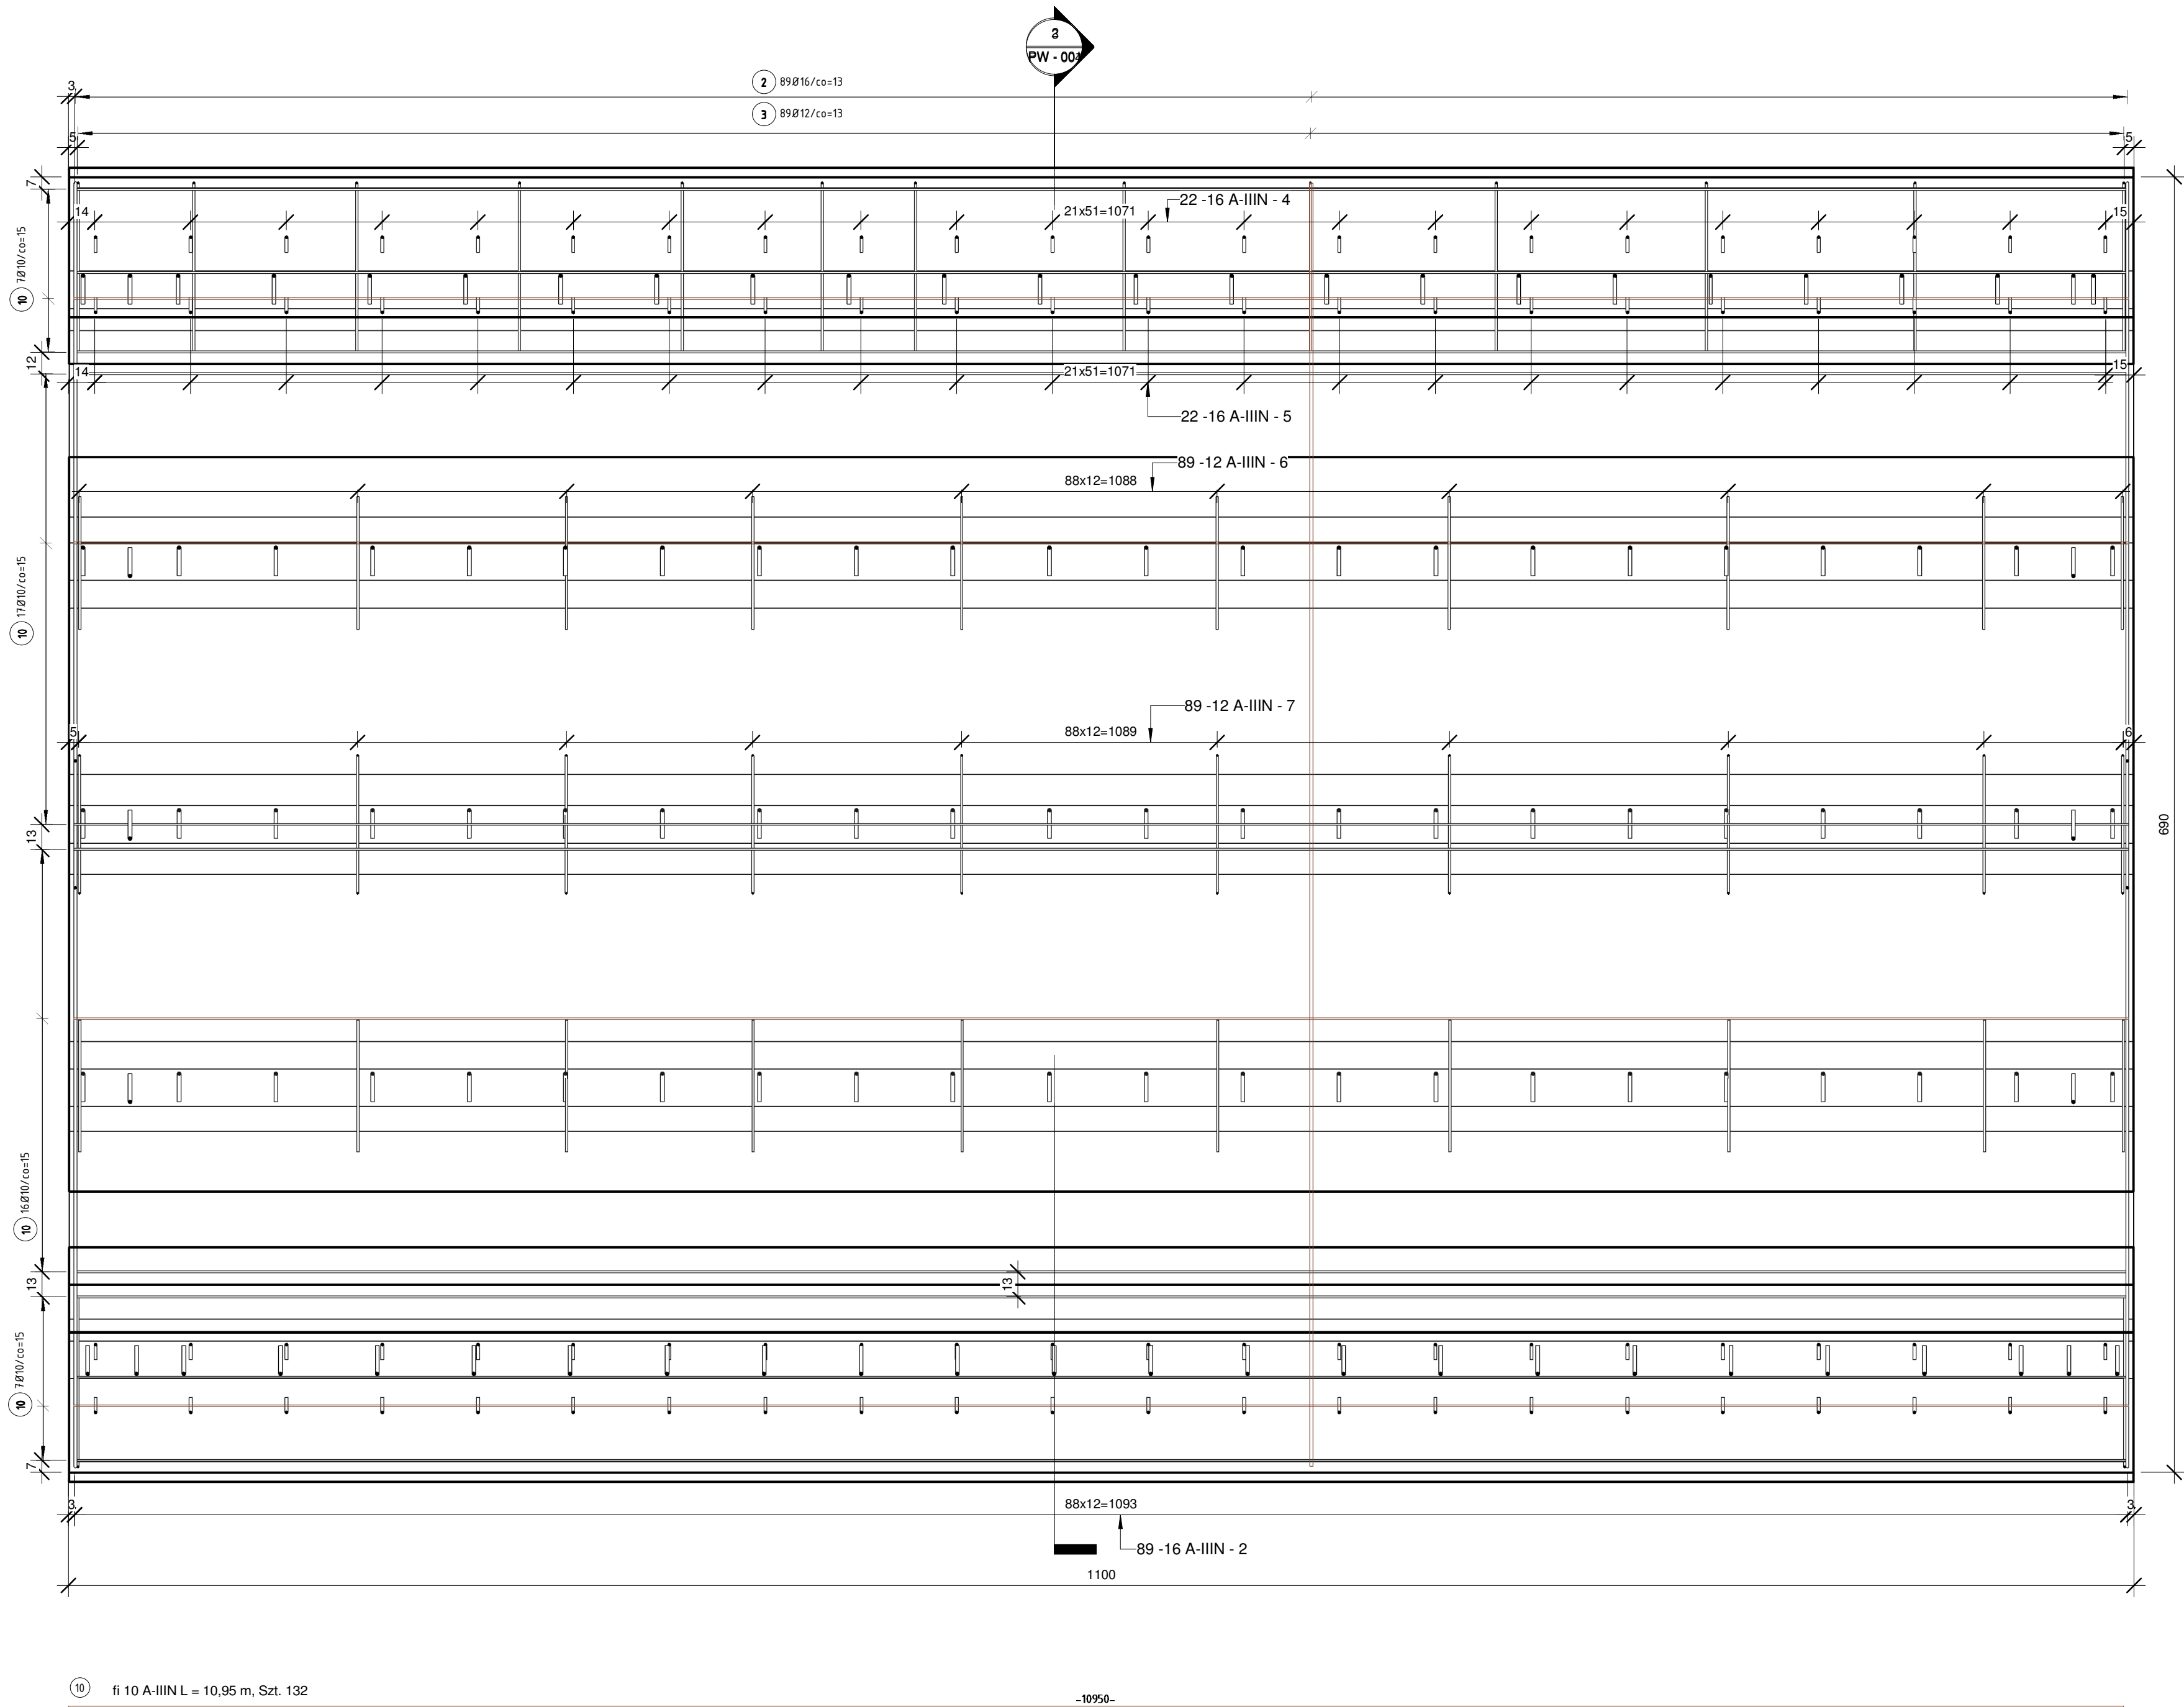 2
PW - 001
2 89Ø16/co=13
3
3 89Ø12/co=13
5
5
7
14
21x51=1071
22 -16 A-IIIN - 4
15
10 7Ø10/co=15
12
14
21x51=1071
15
22 -16 A-IIIN - 5
89 -12 A-IIIN - 6
88x12=1088
10 17Ø10/co=15
89 -12 A-IIIN - 7
5
88x12=1089
6
13
690
10 16Ø10/co=15
13
13
10 7Ø10/co=15
7
3
88x12=1093
3
89 -16 A-IIIN - 2
1100
10 fi 10 A-IIIN L = 10,95 m, Szt. 132
-10950-